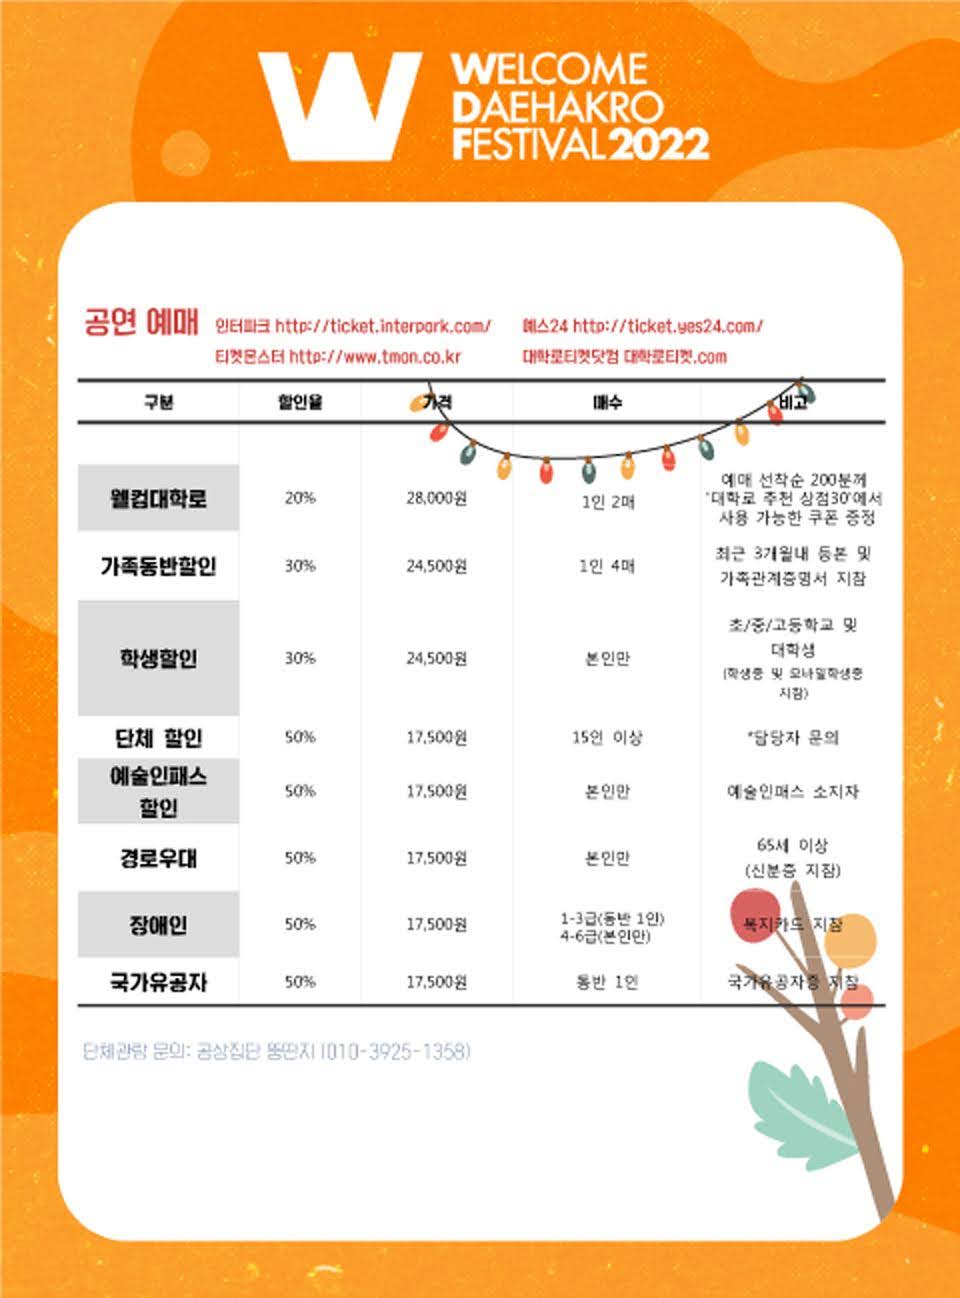 W
WELCOME
DAEHAKRO
FESTIVAL 2022
공연 예매
인터파크 http://ticket.interpark.com/ 예스24 http://ticket.yes24.com/
티켓몬스터 http://www.tmon.co.kr 대학로티켓닷컴 대학로티켓.com
구분 할인율 가격 매수 비고
웰컴대학로 20% 28,000원 1인 2매
예매 선착순 200분께
'대학로 추천 상점30'에서
사용 가능한 쿠폰 증정
가족동반할인 30% 24,500원 1인 4매
최근 3개월내 등본 및
가족관계증명서 지참
학생할인 30% 24,500원 본인만
초/중/고등학교 및
대학생
(학생증 및 모바일학생증
지참)
단체 할인 50% 17,500원 15인 이상 *담당자 문의
예술인패스
할인
50% 17,500원 본인만 예술인패스 소지자
경로우대 50% 17,500원 본인만
65세 이상
(신분증 지참)
장애인 50% 17,500원
1-3급(동반 1인)
4-6급(본인만)
복지카드 지참
국가유공자 50% 17,500원 동반 1인 국가유공자증 지참
단체관람 문의: 공상집단 뚱딴지 (010-3925-1358)